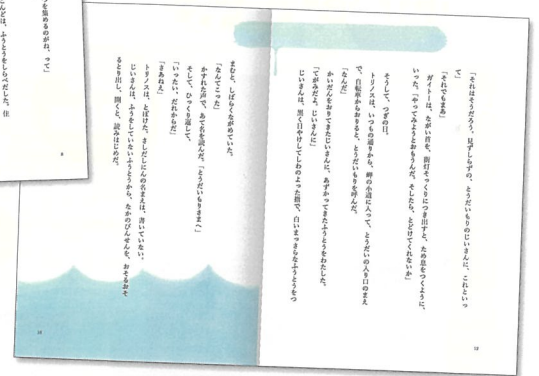 を集めるのがね、って」
んどは、ふうとうをしらべだした。住
8
「それはそうだろう。見ずしらずの、とうだいもりのじいさんに、これといっ
て」
「それでもまあ」
ガイトーは、ながい首を、街灯そっくりにつき出すと、ため息をつくように、
いった。「やってみようとおもうんだ。そしたら、とどけてくれないか」
そうして、つぎの日。
トリノスは、いつもの通りから、岬の小道に入って、とうだいの入り口のまえ
で、自転車からおりると、とうだいもりを呼んだ。
「なんだ」
かいだんをおりてきたじいさんに、あずかってきたふうとうをわたした。
「てがみだよ、じいさんに」
じいさんは、黒く日やけしてしわのよった指で、白いまっさらなふうとうをつ
まむと、しばらくながめていた。
「なんてこった」
かすれた声で、あて名を読んだ。「とうだいもりさまへ」
そして、ひっくり返して、
「いったい、だれからだ」
「さあねえ」
トリノスは、とぼけた。さしだしにんの名まえは、書いていない。
じいさんは、ふうをしていないふうとうから、なかのびんせんを、おそるおそ
るとり出し、開くと、読みはじめだ。